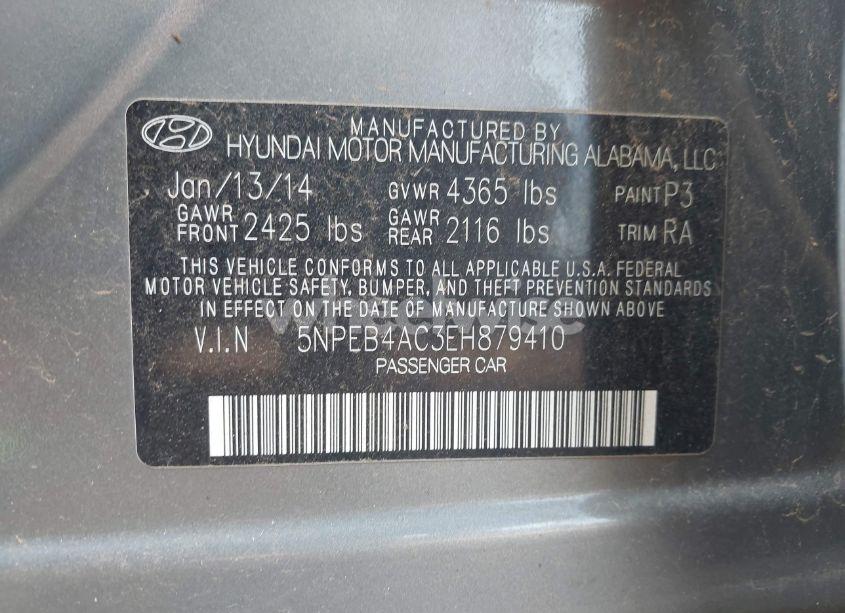 MANUFACTURED BY
HYUNDAI MOTOR MANUFACTURING ALABAMA, LLC
Jan/13/14 GVWR 4365 lbs PAINT P3
GAWR FRONT 2425 lbs GAWR REAR 2116 lbs TRIM RA
THIS VEHICLE CONFORMS TO ALL APPLICABLE U.S.A. FEDERAL
MOTOR VEHICLE SAFETY, BUMPER, AND THEFT PREVENTION STANDARDS
IN EFFECT ON THE DATE OF MANUFACTURE SHOWN ABOVE
V.I.N 5NPEB4AC3EH879410
PASSENGER CAR